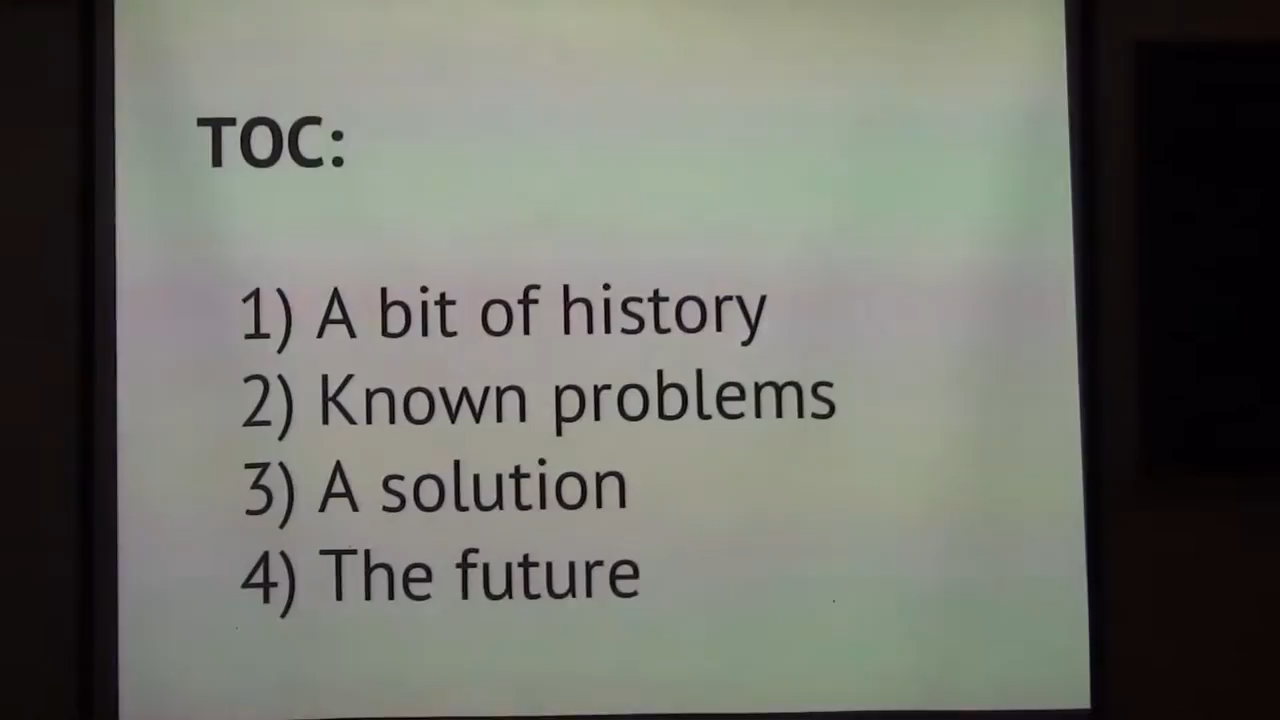 TOC:
1) A bit of history
2) Known problems
3) A solution
4) The future